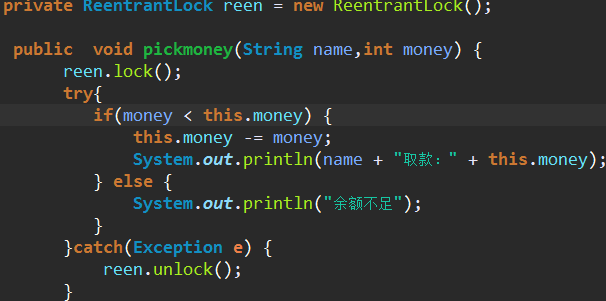 private ReentrantLock reen = new ReentrantLock();
public  void pickmoney(String name,int money) {
reen.lock();
try{
if(money < this.money) {
this.money -= money;
System.out.println(name + "取款：" + this.money);
} else {
System.out.println("余额不足");
}
}catch(Exception e) {
reen.unlock();
}